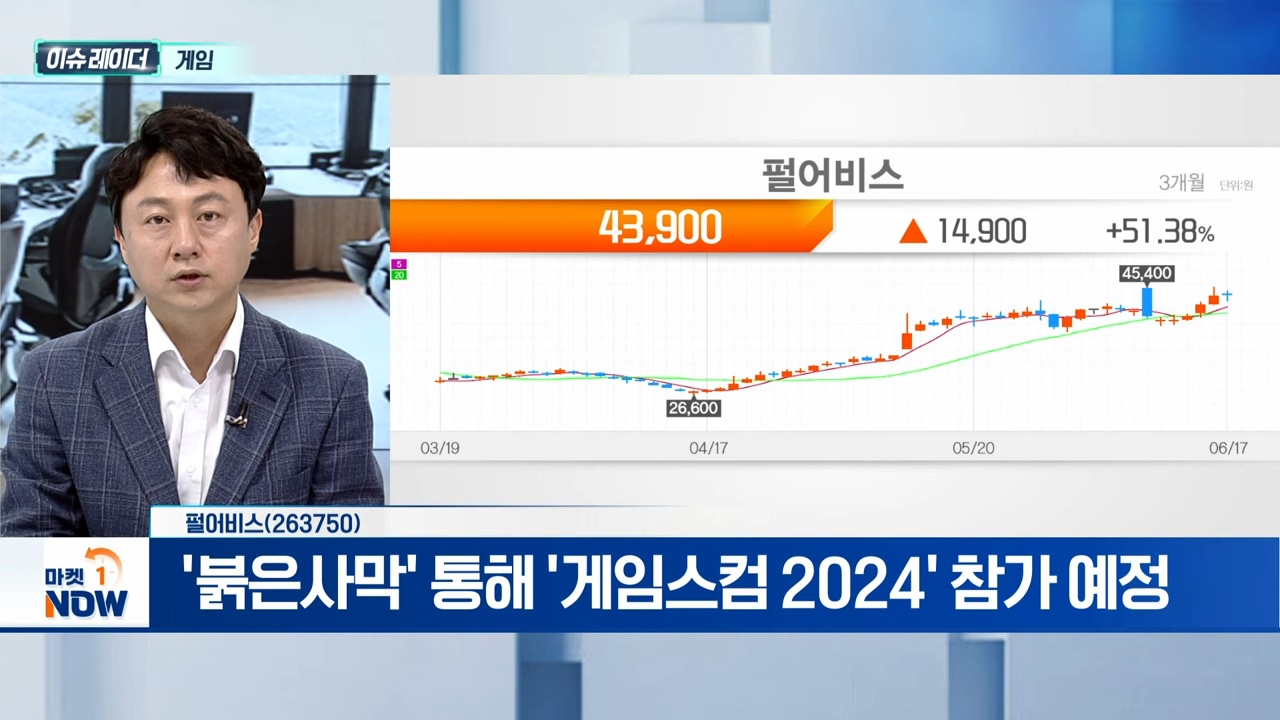 이슈레이더 게임
펄어비스
3개월 단위:원
43,900 ▲ 14,900 +51.38%
5
20
45,400
26,600
03/19 04/17 05/20 06/17
펄어비스(263750)
마켓 1
NOW
'붉은사막' 통해 '게임스컴 2024' 참가 예정